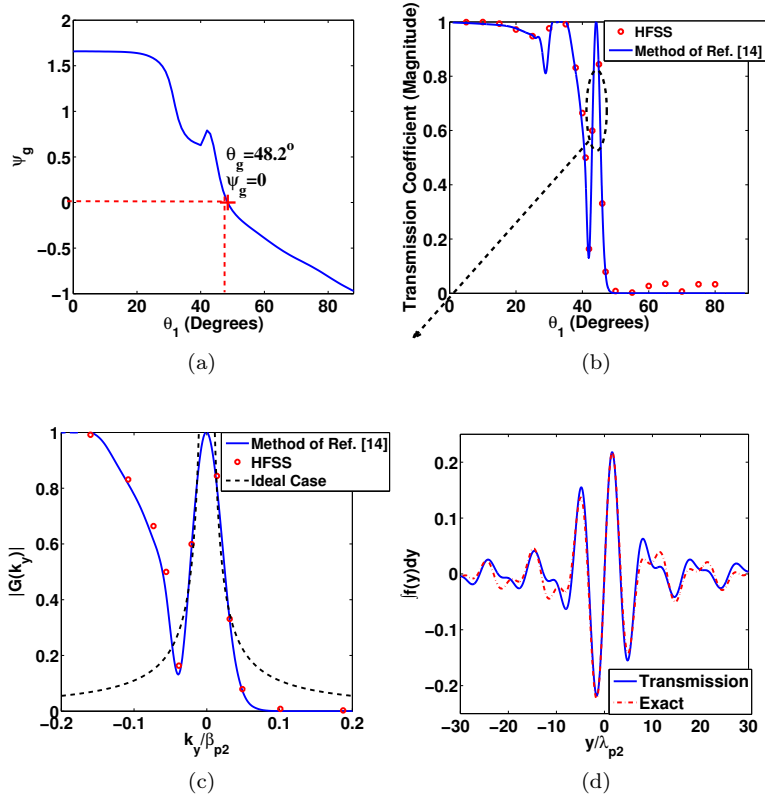 2
1.5
1
0.5
0
−0.5
−1
0
20
40
60
80
ψg
θ1 (Degrees)
θg=48.2o
ψg=0
(a)
1
0.8
0.6
0.4
0.2
0
0
20
40
60
80
Transmission Coefficient (Magnitude)
θ1 (Degrees)
HFSS
Method of Ref. [14]
(b)
1
0.8
0.6
0.4
0.2
0
−0.2
−0.1
0
0.1
0.2
|G(ky)|
ky/βp2
Method of Ref. [14]
HFSS
Ideal Case
(c)
0.2
0.1
0
−0.1
−0.2
−30
−20
−10
0
10
20
30
∫f(y)dy
y/λp2
Transmission
Exact
(d)